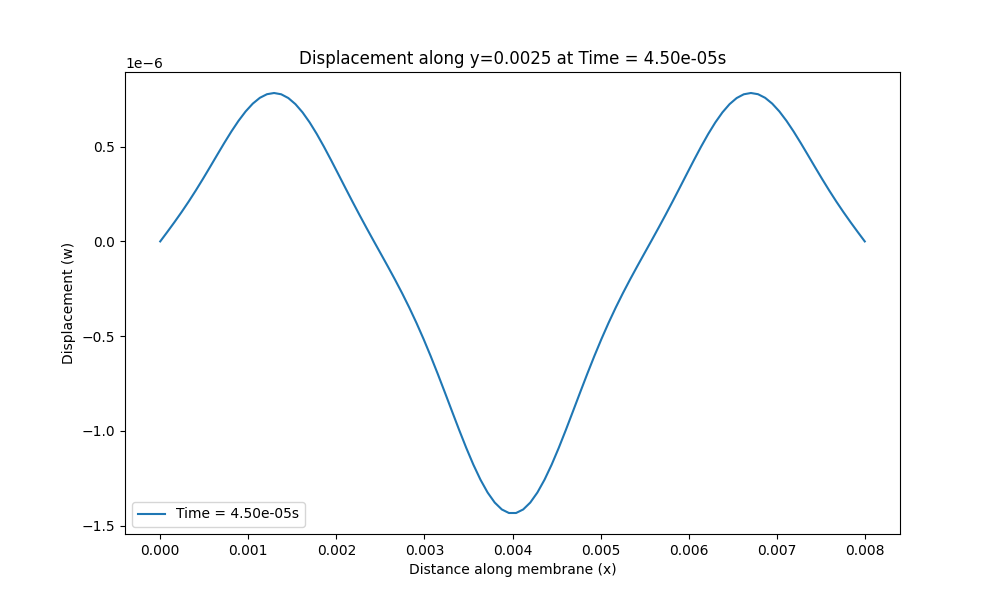 Displacement along y=0.0025 at Time = 4.50e-05s
1e−6
0.5
0.0
−0.5
−1.0
−1.5
Displacement (w)
Time = 4.50e-05s
0.000 0.001 0.002 0.003 0.004 0.005 0.006 0.007 0.008
Distance along membrane (x)